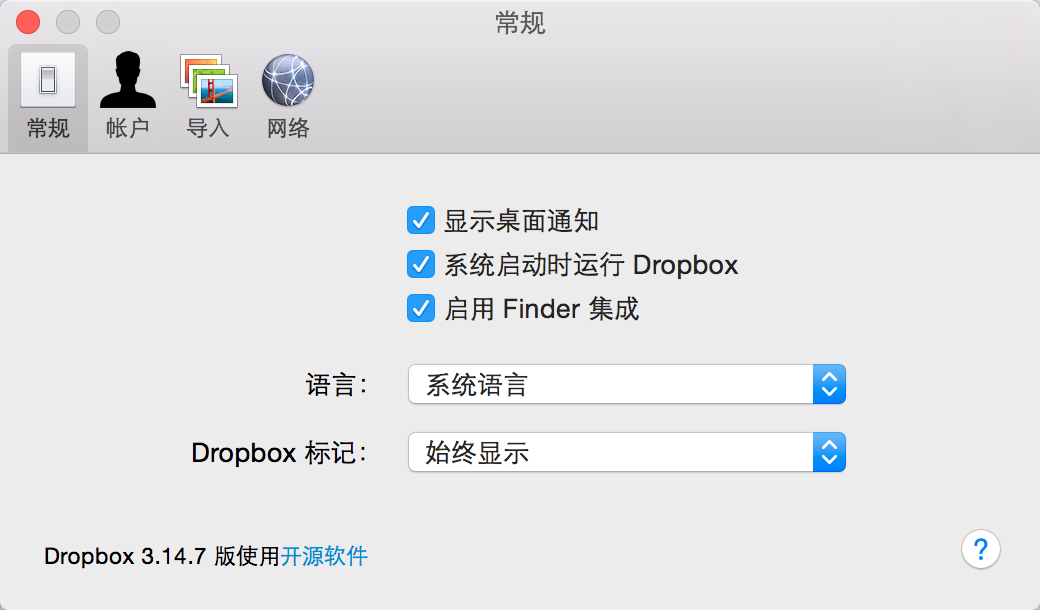 常规
常规 帐户 导入 网络
显示桌面通知
系统启动时运行 Dropbox
启用 Finder 集成
语言： 系统语言
Dropbox 标记： 始终显示
Dropbox 3.14.7 版使用开源软件 ?